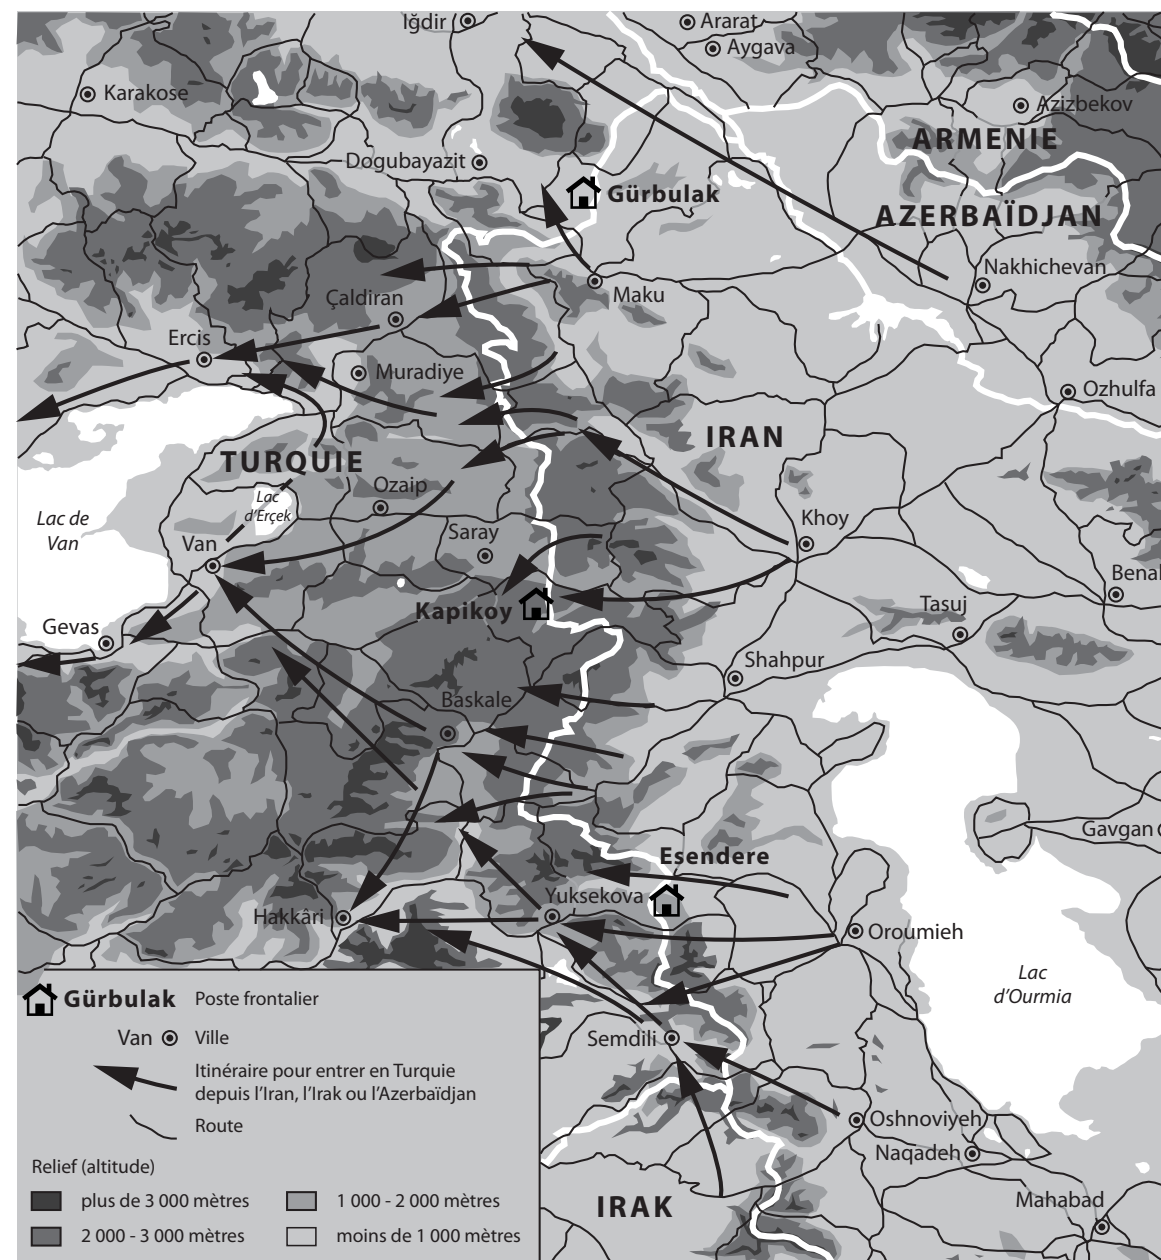 Iğdir
Ararat
Aygava
Karakose
Azizbekov
ARMENIE
Dogubayazit
Gürbulak
AZERBAÏDJAN
Nakhichevan
Maku
Çaldiran
Ercis
Muradiye
Ozhulfa
IRAN
TURQUIE
Ozaip
Lac
d'Erçek
Lac de
Van
Khoy
Saray
Van
Benal
Kapikoy
Tasuj
Gevas
Shahpur
Baskale
Gavgan
Esendere
Yuksekova
Hakkâri
Oroumieh
Lac
d'Ourmia
Semdili
Oshnoviyeh
Naqadeh
Mahabad
IRAK
Gürbulak Poste frontalier
Van Ville
Itinéraire pour entrer en Turquie
depuis l'Iran, l'Irak ou l'Azerbaïdjan
Route
Relief (altitude)
plus de 3 000 mètres
1 000 - 2 000 mètres
2 000 - 3 000 mètres
moins de 1 000 mètres